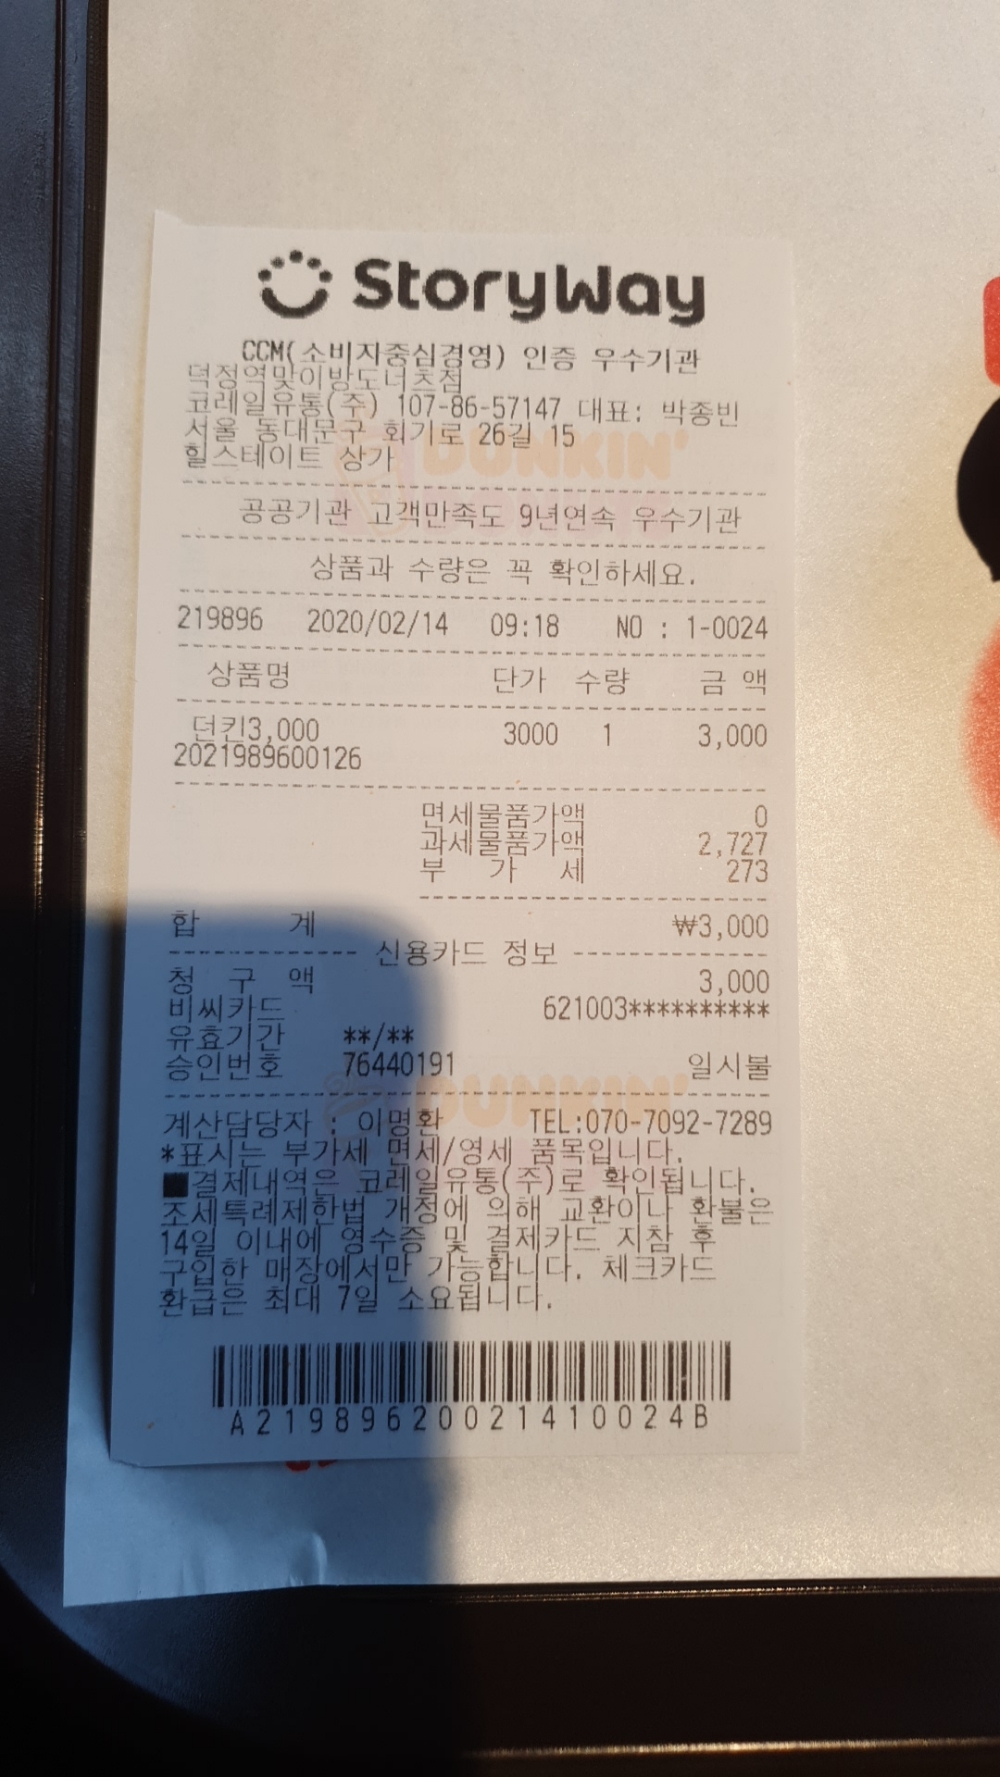 StoryWay
CCM(소비자중심경영) 인증 우수기관
덕정역맞이방도너츠점
코레일유통(주) 107-86-57147 대표: 박종빈
서울 동대문구 회기로 26길 15
힐스테이트 상가
DUNKIN'
공공기관 고객만족도 9년연속 우수기관
상품과 수량은 꼭 확인하세요.
219896 2020/02/14 09:18 NO : 1-0024
상품명 단가 수량 금 액
던킨3,000 3000 1 3,000
2021989600126
면세물품가액 0
과세물품가액 2,727
부 가 세 273
합 계 ₩3,000
신용카드 정보
청 구 액 3,000
비씨카드 621003**********
유효기간 **/**
승인번호 76440191 일시불
DUNKIN'
계산담당자 : 이명환 TEL:070-7092-7289
*표시는 부가세 면세/영세 품목입니다.
■결제내역은 코레일유통(주)로 확인됩니다.
조세특례제한법 개정에 의해 교환이나 환불은
14일 이내에 영수증 및 결제카드 지참 후
구입한 매장에서만 가능합니다. 체크카드
환급은 최대 7일 소요됩니다.
A21989620021410024B